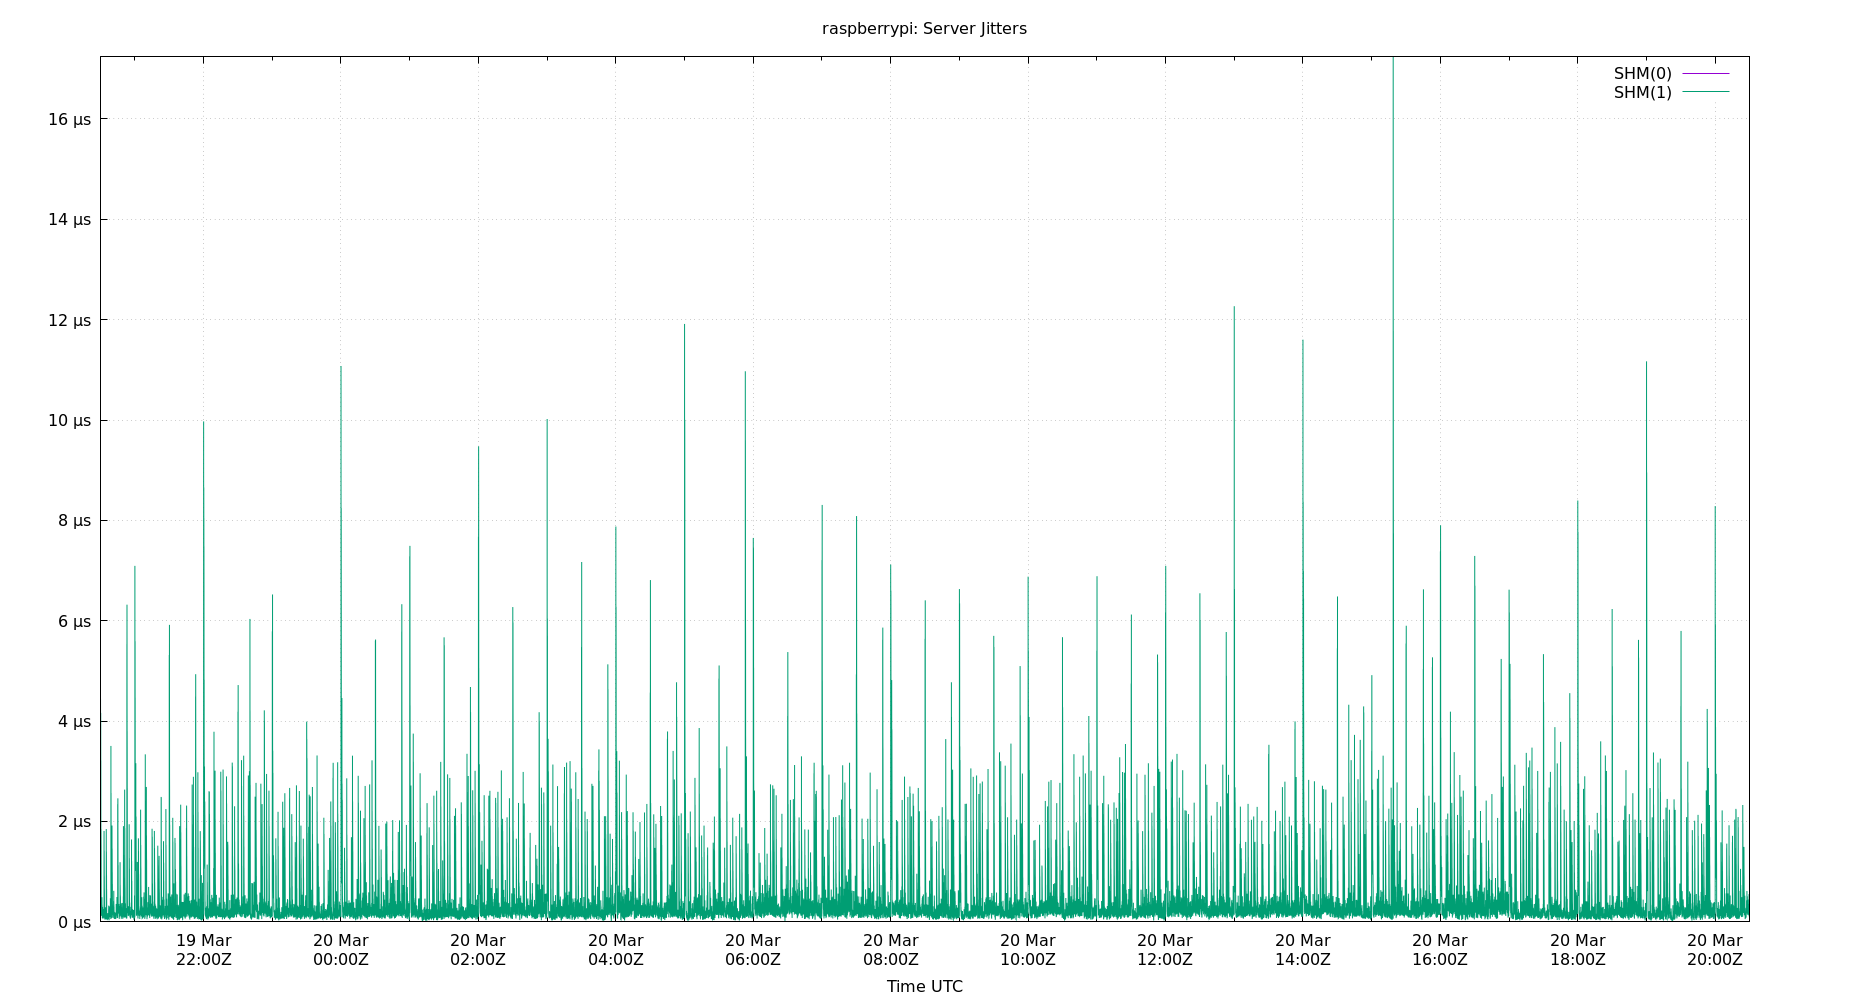 raspberrypi: Server Jitters
SHM(0)
SHM(1)
16 µs
14 µs
12 µs
10 µs
8 µs
6 µs
4 µs
2 µs
0 µs
19 Mar 20 Mar 20 Mar 20 Mar 20 Mar 20 Mar 20 Mar 20 Mar 20 Mar 20 Mar 20 Mar 20 Mar
22:00Z 00:00Z 02:00Z 04:00Z 06:00Z 08:00Z 10:00Z 12:00Z 14:00Z 16:00Z 18:00Z 20:00Z
Time UTC